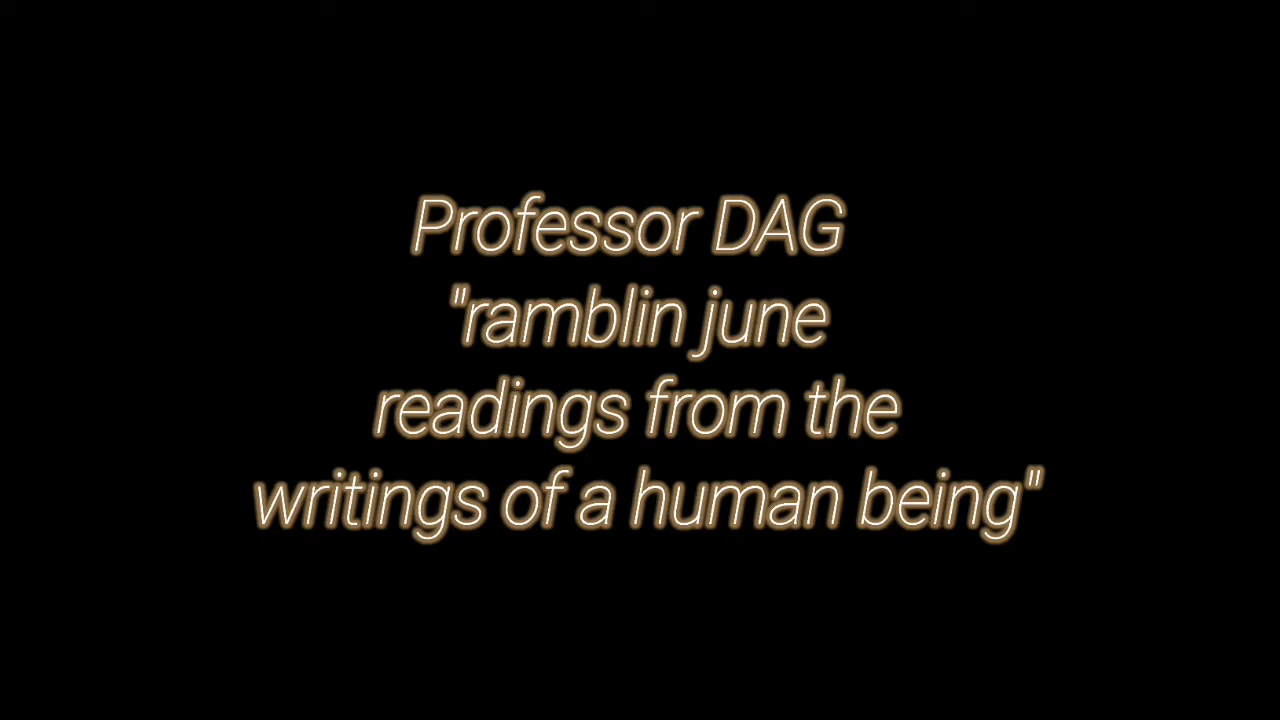 Professor DAG
"ramblin june
readings from the
writings of a human being"